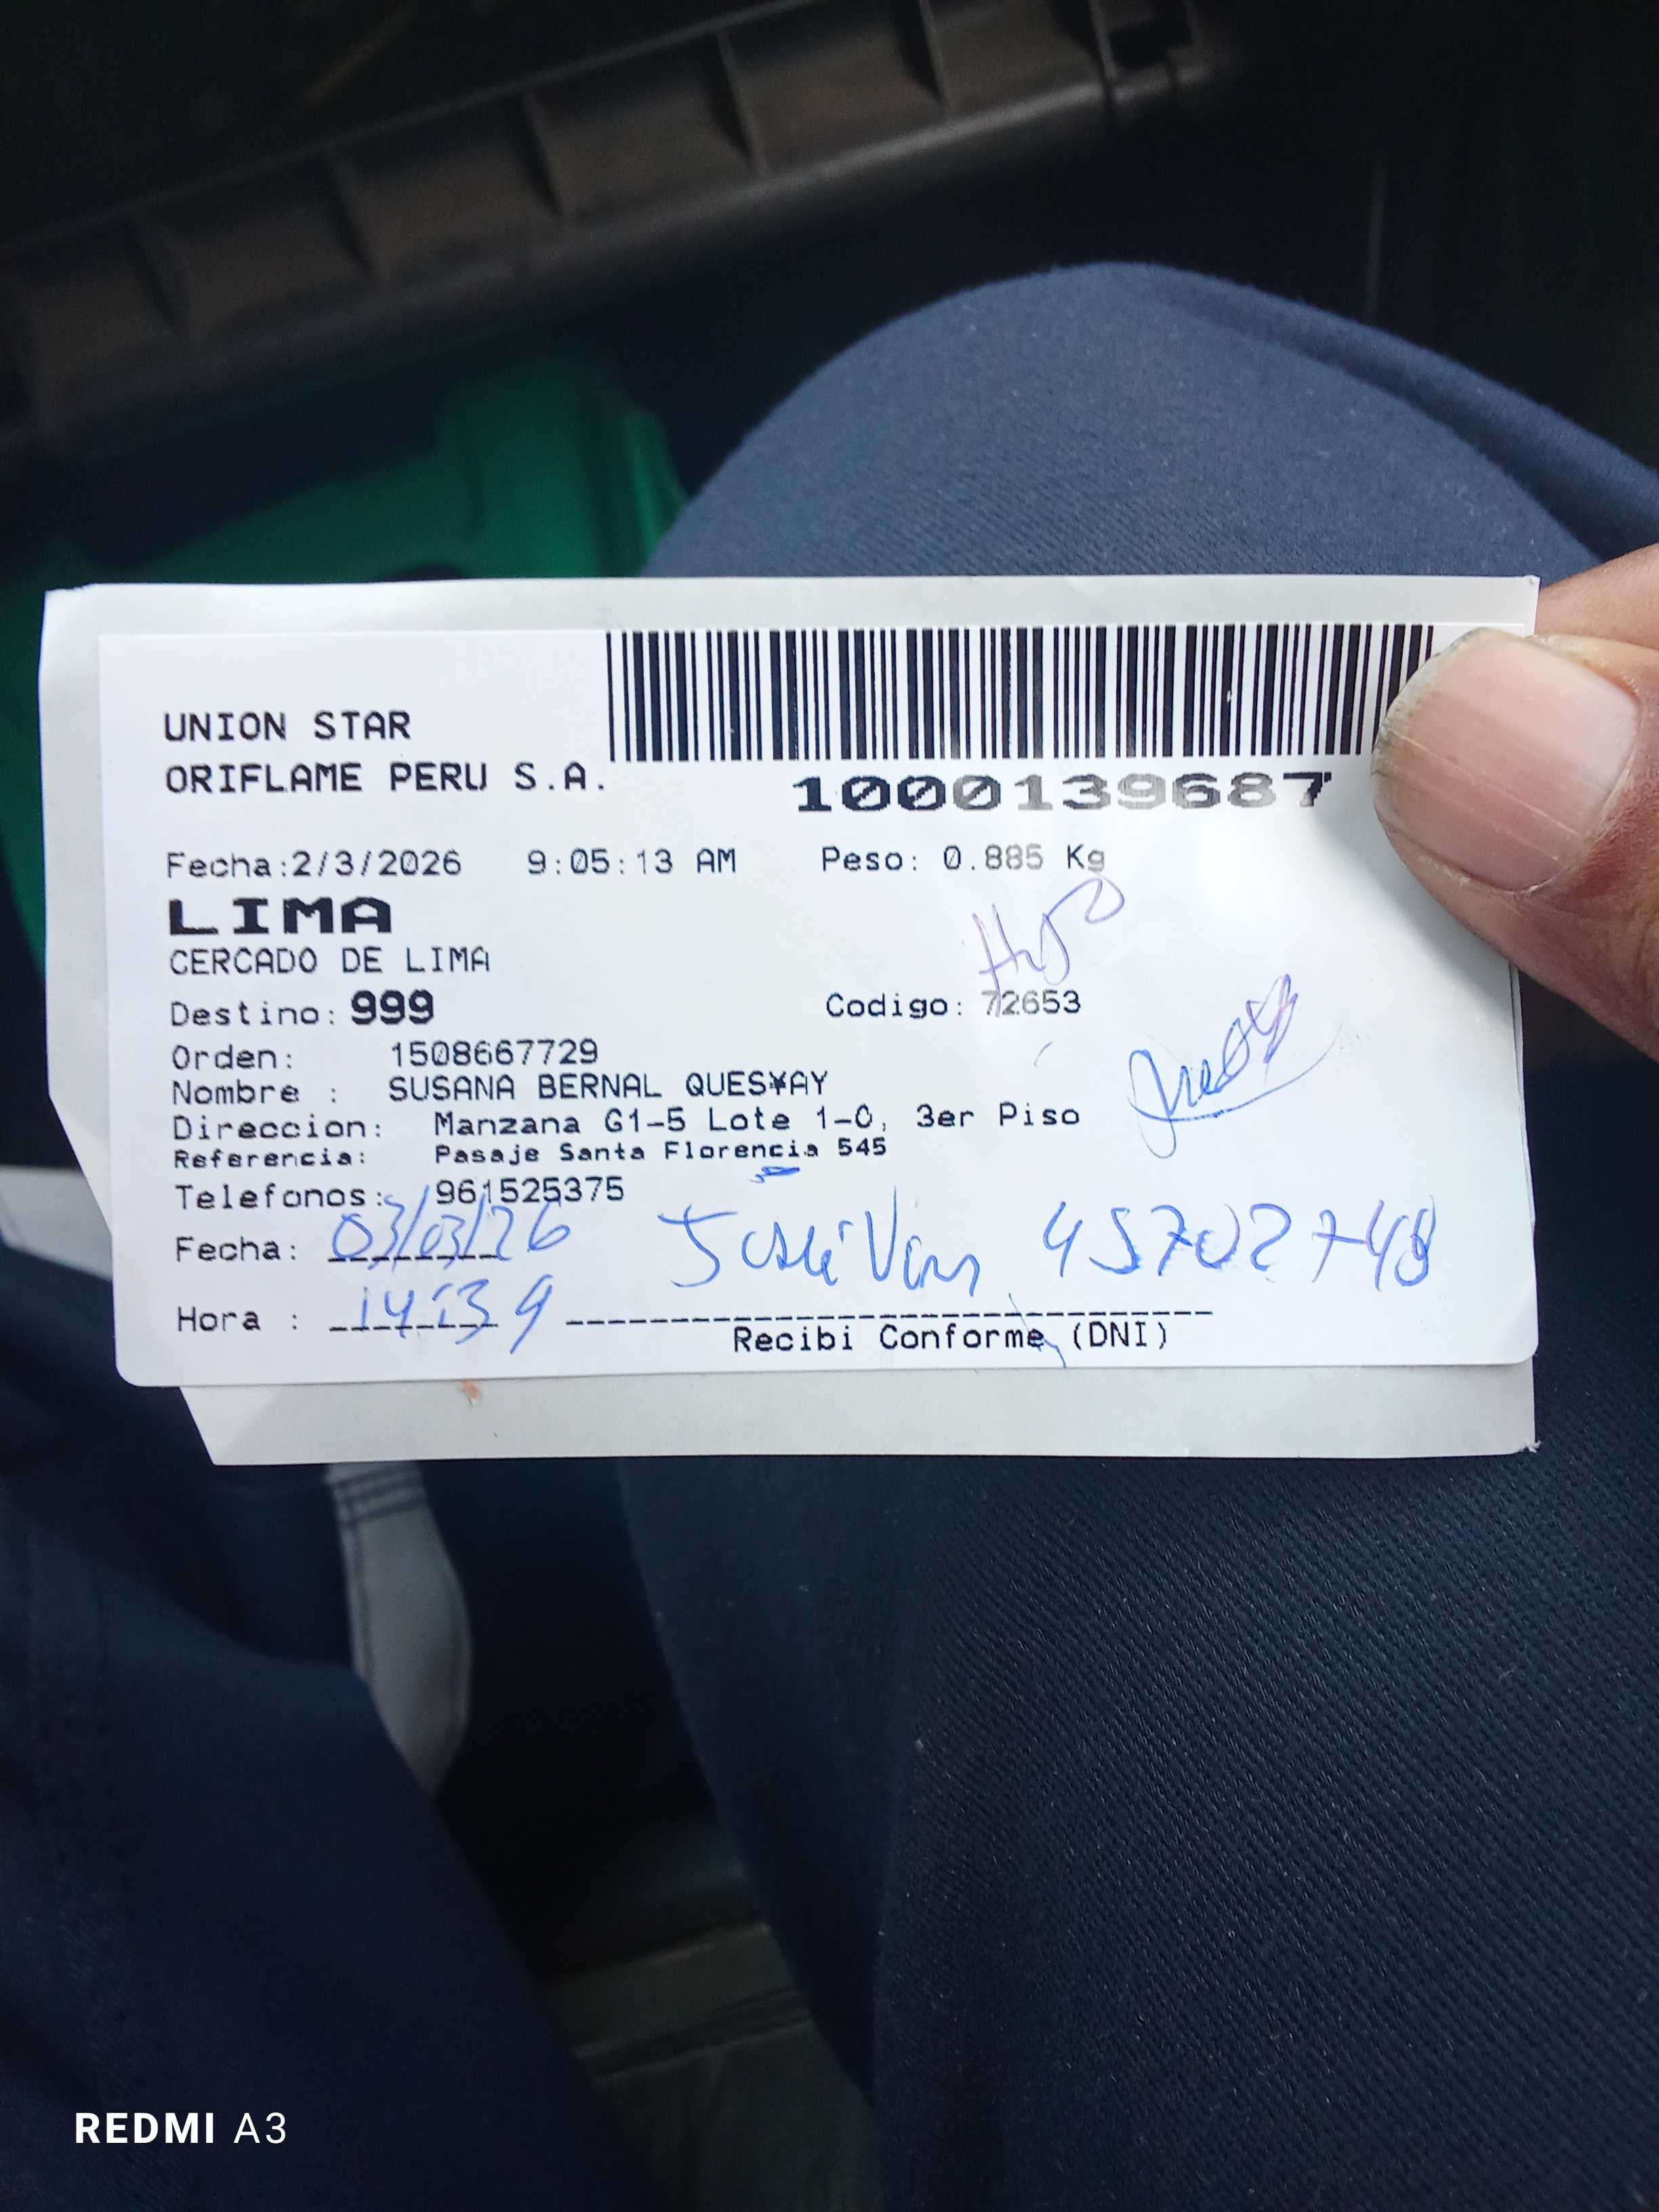 UNION STAR
ORIFLAME PERU S.A.
1000139687
Fecha:2/3/2026 9:05:13 AM Peso: 0.885 Kg
LIMA
CERCADO DE LIMA
Destino: 999 Codigo: 72653
Orden: 1508667729
Nombre : SUSANA BERNAL QUES¥AY
Direccion: Manzana G1-5 Lote 1-O, 3er Piso
Referencia: Pasaje Santa Florencia 545
Telefonos: 961525375
Fecha: 03/03/26 45702748
Hora : 14:39
Recibi Conforme (DNI)
REDMI A3